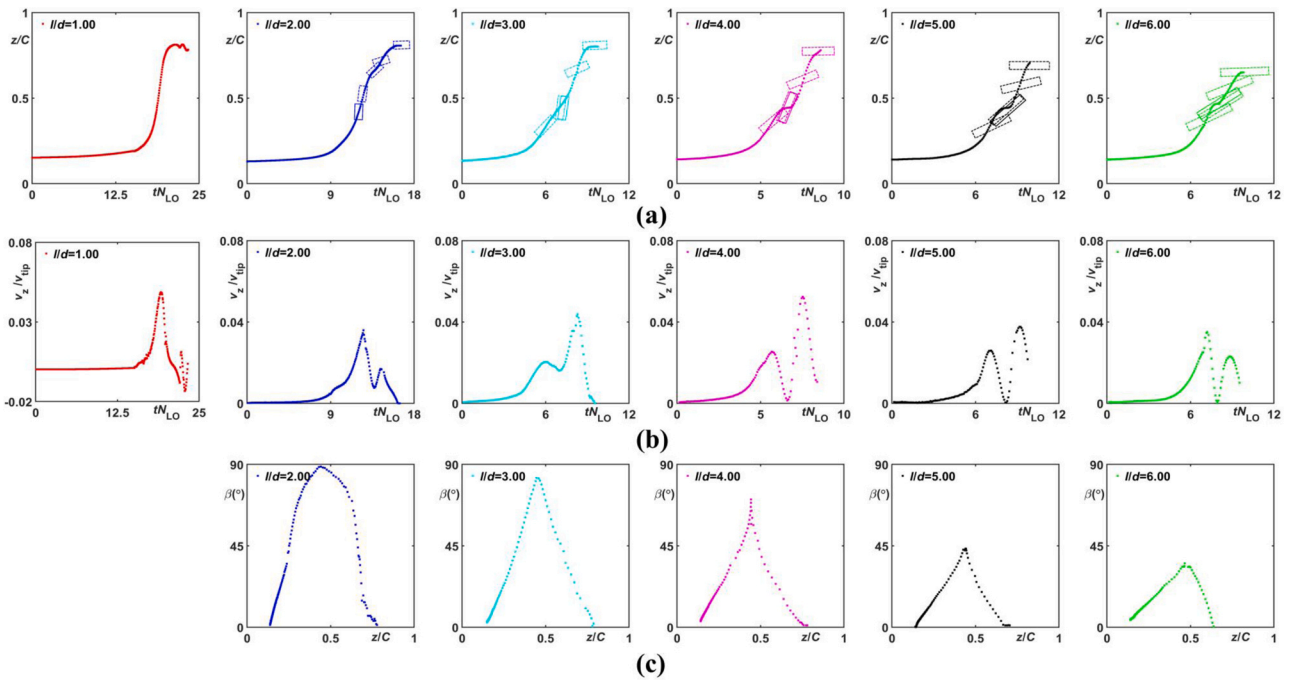 1 l/d=1.00 1 l/d=2.00 1 l/d=3.00 1 l/d=4.00 1 l/d=5.00 1 l/d=6.00
z/C z/C z/C z/C z/C z/C
0.5 0.5 0.5 0.5 0.5 0.5
0 0 0 0 0 0
0 12.5 tN_LO 25 0 9 tN_LO 18 0 6 tN_LO 12 0 5 tN_LO 10 0 6 tN_LO 12 0 6 tN_LO 12
(a)
0.08 l/d=1.00 0.08 l/d=2.00 0.08 l/d=3.00 0.08 l/d=4.00 0.08 l/d=5.00 0.08 l/d=6.00
v_z/v_tip v_z/v_tip v_z/v_tip v_z/v_tip v_z/v_tip v_z/v_tip
0.03 0.04 0.04 0.04 0.04 0.04
-0.02 0 0 0 0 0
0 12.5 tN_LO 25 0 9 tN_LO 18 0 6 tN_LO 12 0 5 tN_LO 10 0 6 tN_LO 12 0 6 tN_LO 12
(b)
90 l/d=2.00 90 l/d=3.00 90 l/d=4.00 90 l/d=5.00 90 l/d=6.00
β(°) β(°) β(°) β(°) β(°)
45 45 45 45 45
0 0 0 0 0
0 0.5 z/C 1 0 0.5 z/C 1 0 0.5 z/C 1 0 0.5 z/C 1 0 0.5 z/C 1
(c)